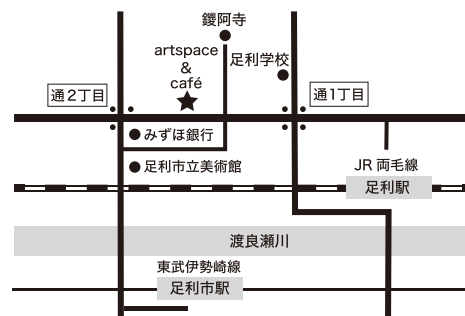 鑁阿寺
artspace
&
café
足利学校
通2丁目
通1丁目
みずほ銀行
足利市立美術館
JR両毛線
足利駅
渡良瀬川
東武伊勢崎線
足利市駅